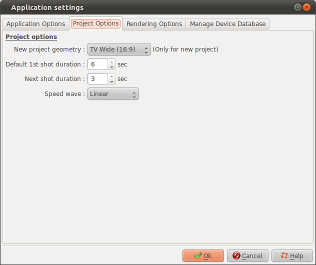 Application settings
Application Options Project Options Rendering Options Manage Device Database
Project options
New project geometry : TV Wide (16:9) (Only for new project)
Default 1st shot duration : 6 sec
Next shot duration : 3 sec
Speed wave : Linear
Ok Cancel Help